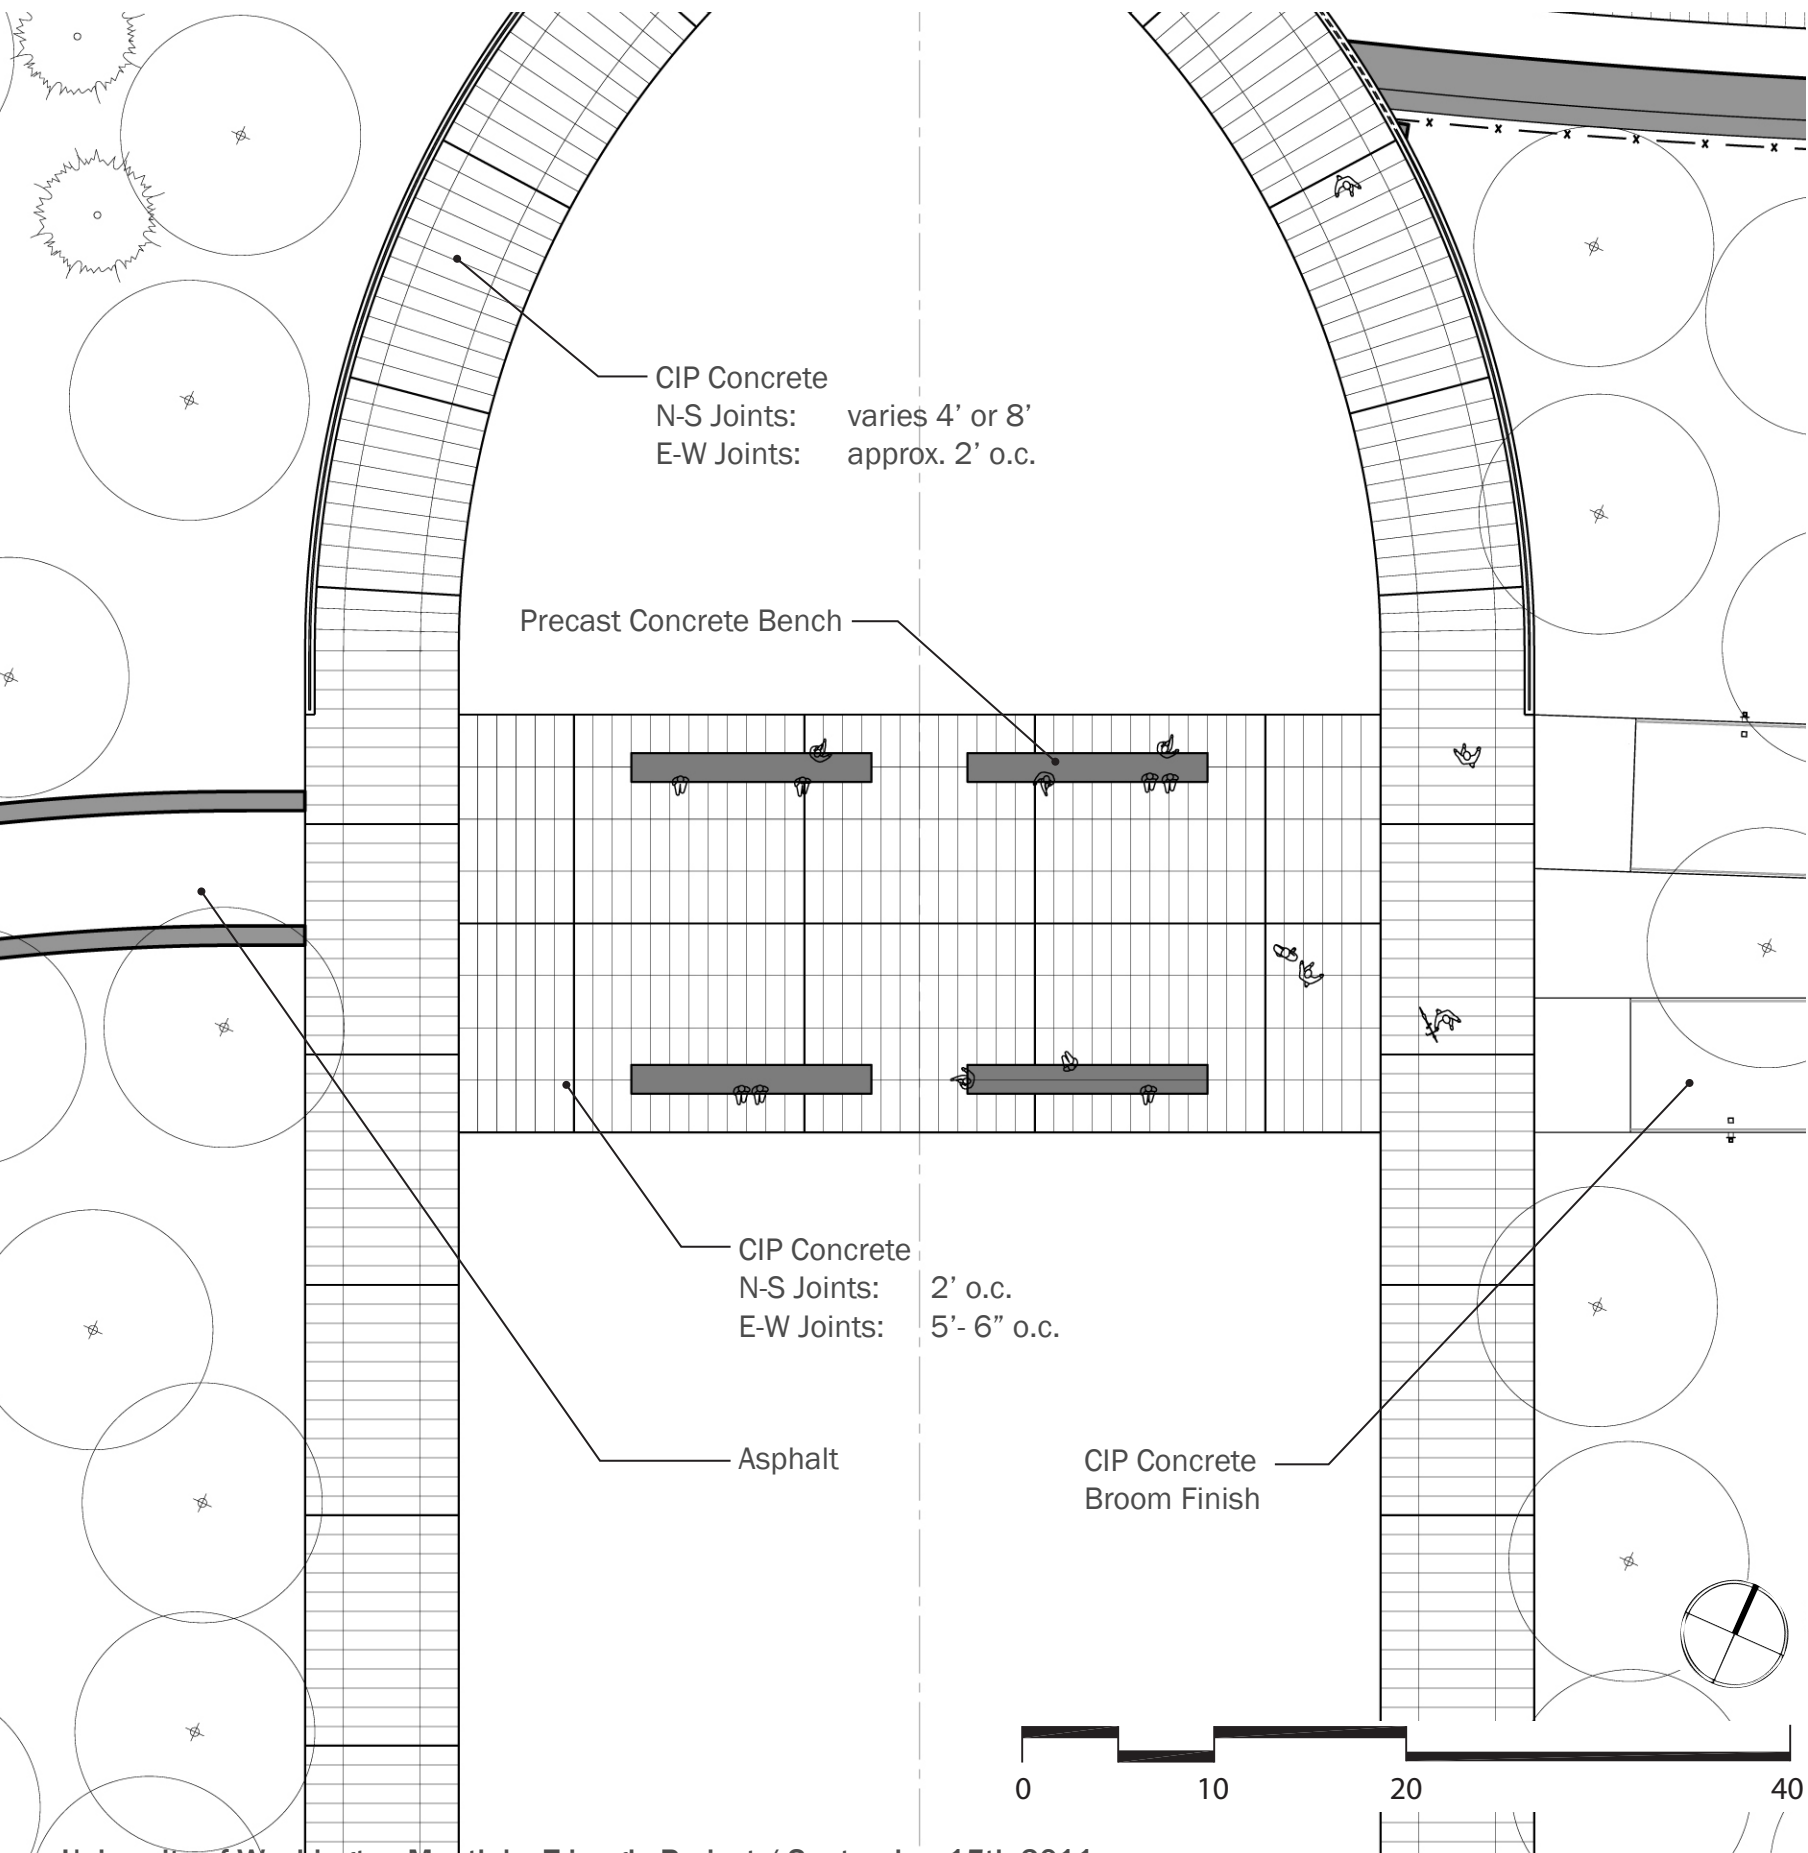 CIP Concrete
N-S Joints: varies 4’ or 8’
E-W Joints: approx. 2’ o.c.
Precast Concrete Bench
CIP Concrete
N-S Joints: 2’ o.c.
E-W Joints: 5’- 6” o.c.
Asphalt
CIP Concrete
Broom Finish
0 10 20 40